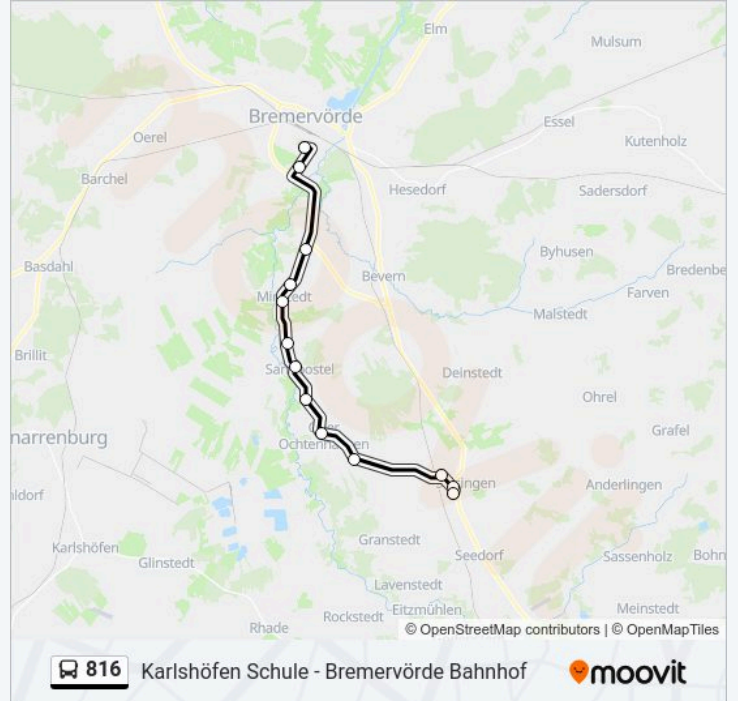 Elm
Mulsum
Bremervörde
Essel
Oerel
Kutenholz
Barchel
Hesedorf
Sadersdorf
Byhusen
Basdahl
Bevern
Bredenbe
Farven
Malstedt
Brillit
Deinstedt
Ohrel
narrenburg
Grafel
Ochtenhausen
ldorf
Anderlingen
Karlshöfen
Granstedt
Glinstedt
Seedorf
Sassenholz
Bohn
Lavenstedt
Eitzmühlen
Meinstedt
Rockstedt
Rhade
© OpenStreetMap contributors | © OpenMapTiles
816 Karlshöfen Schule - Bremervörde Bahnhof
moovit